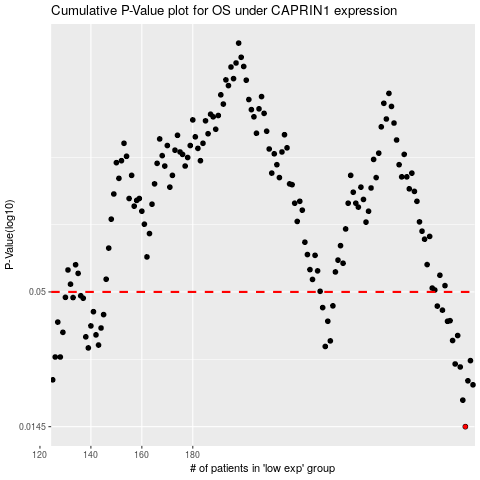 Cumulative P-Value plot for OS under CAPRIN1 expression
P-Value(log10)
0.05
0.0145
120 140 160 180
# of patients in 'low exp' group